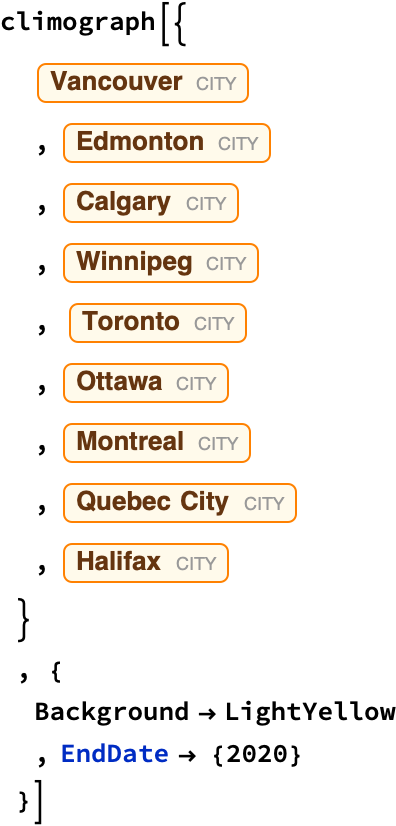 climograph[{
Vancouver CITY
, Edmonton CITY
, Calgary CITY
, Winnipeg CITY
, Toronto CITY
, Ottawa CITY
, Montreal CITY
, Quebec City CITY
, Halifax CITY
}
, {
Background → LightYellow
, EndDate → {2020}
}]